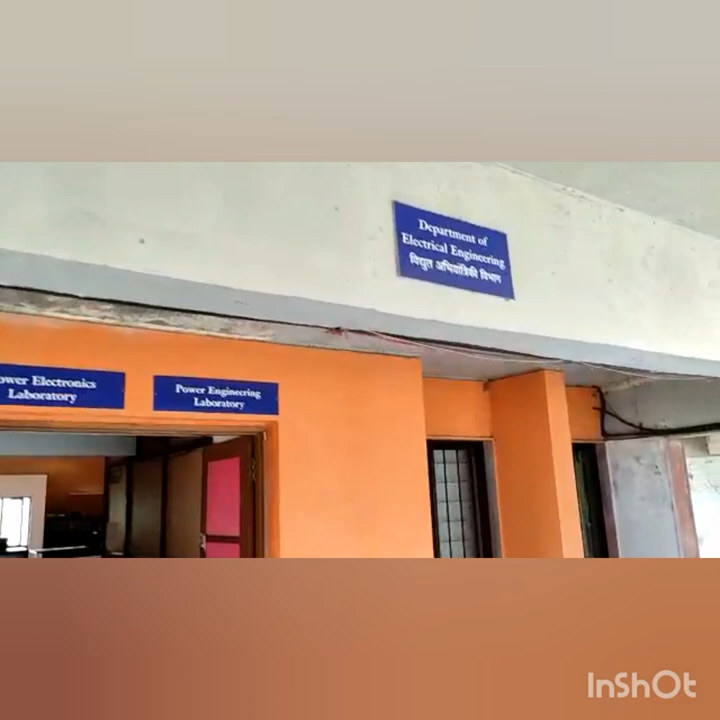 Department of
Electrical Engineering
विद्युत अभियांत्रिकी विभाग
ower Electronics
Laboratory
Power Engineering
Laboratory
InShOt